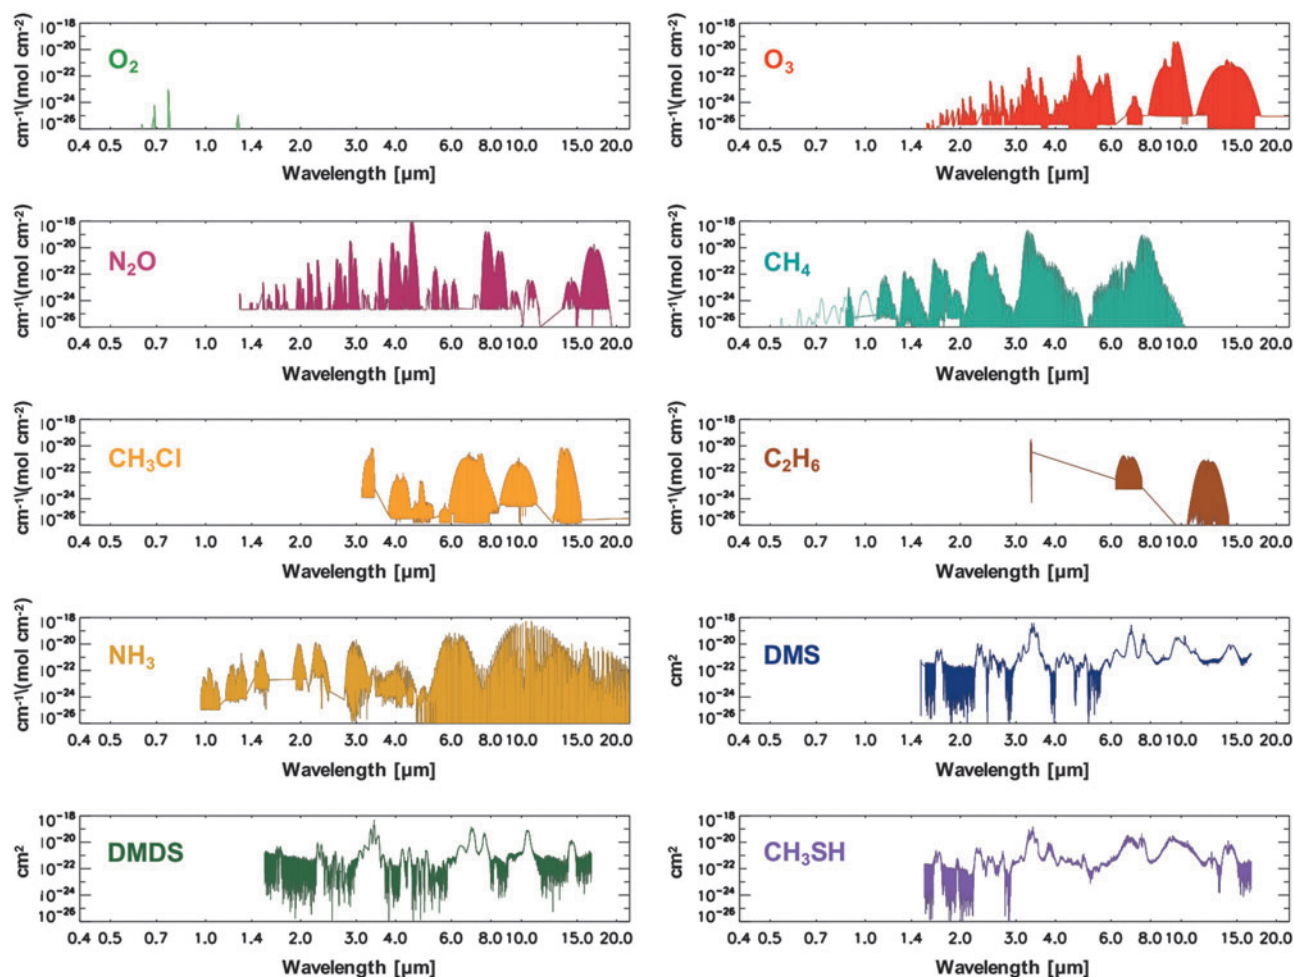 10⁻¹⁸
10⁻²⁰
10⁻²²
10⁻²⁴
10⁻²⁶
cm⁻¹\(mol cm⁻²)
O₂
0.4 0.5 0.7 1.0 1.4 2.0 3.0 4.0 6.0 8.0 10.0 15.0 20.0
Wavelength [µm]
10⁻¹⁸
10⁻²⁰
10⁻²²
10⁻²⁴
10⁻²⁶
cm⁻¹\(mol cm⁻²)
O₃
0.4 0.5 0.7 1.0 1.4 2.0 3.0 4.0 6.0 8.0 10.0 15.0 20.0
Wavelength [µm]
10⁻¹⁸
10⁻²⁰
10⁻²²
10⁻²⁴
10⁻²⁶
cm⁻¹\(mol cm⁻²)
N₂O
0.4 0.5 0.7 1.0 1.4 2.0 3.0 4.0 6.0 8.0 10.0 15.0 20.0
Wavelength [µm]
10⁻¹⁸
10⁻²⁰
10⁻²²
10⁻²⁴
10⁻²⁶
cm⁻¹\(mol cm⁻²)
CH₄
0.4 0.5 0.7 1.0 1.4 2.0 3.0 4.0 6.0 8.0 10.0 15.0 20.0
Wavelength [µm]
10⁻¹⁸
10⁻²⁰
10⁻²²
10⁻²⁴
10⁻²⁶
cm⁻¹\(mol cm⁻²)
CH₃Cl
0.4 0.5 0.7 1.0 1.4 2.0 3.0 4.0 6.0 8.0 10.0 15.0 20.0
Wavelength [µm]
10⁻¹⁸
10⁻²⁰
10⁻²²
10⁻²⁴
10⁻²⁶
cm⁻¹\(mol cm⁻²)
C₂H₆
0.4 0.5 0.7 1.0 1.4 2.0 3.0 4.0 6.0 8.0 10.0 15.0 20.0
Wavelength [µm]
10⁻¹⁸
10⁻²⁰
10⁻²²
10⁻²⁴
10⁻²⁶
cm⁻¹\(mol cm⁻²)
NH₃
0.4 0.5 0.7 1.0 1.4 2.0 3.0 4.0 6.0 8.0 10.0 15.0 20.0
Wavelength [µm]
10⁻¹⁸
10⁻²⁰
10⁻²²
10⁻²⁴
10⁻²⁶
cm²
DMS
0.4 0.5 0.7 1.0 1.4 2.0 3.0 4.0 6.0 8.0 10.0 15.0 20.0
Wavelength [µm]
10⁻¹⁸
10⁻²⁰
10⁻²²
10⁻²⁴
10⁻²⁶
cm²
DMDS
0.4 0.5 0.7 1.0 1.4 2.0 3.0 4.0 6.0 8.0 10.0 15.0 20.0
Wavelength [µm]
10⁻¹⁸
10⁻²⁰
10⁻²²
10⁻²⁴
10⁻²⁶
cm²
CH₃SH
0.4 0.5 0.7 1.0 1.4 2.0 3.0 4.0 6.0 8.0 10.0 15.0 20.0
Wavelength [µm]